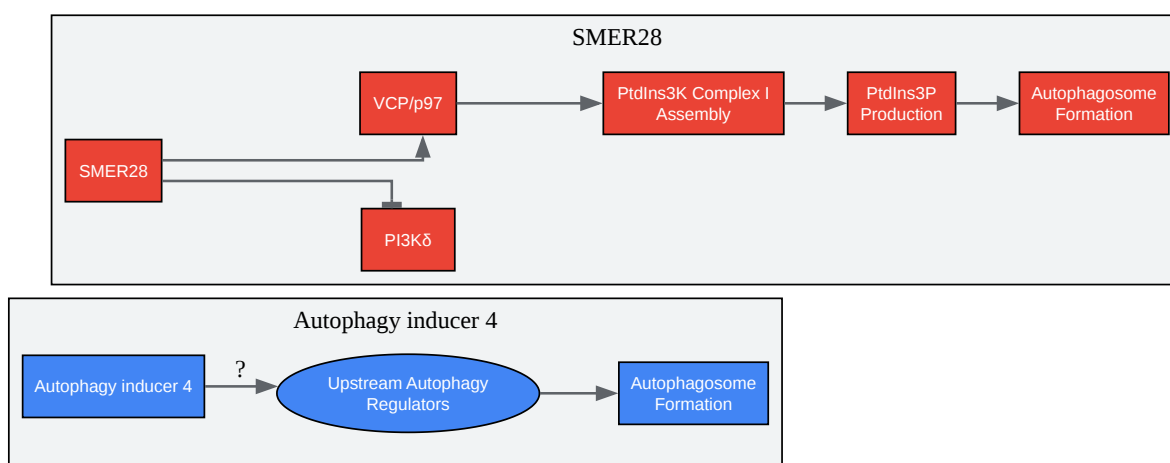 SMER28
VCP/p97
PtdIns3K Complex I
Assembly
PtdIns3P
Production
Autophagosome
Formation
SMER28
PI3Kδ
Autophagy inducer 4
Autophagy inducer 4
?
Upstream Autophagy
Regulators
Autophagosome
Formation